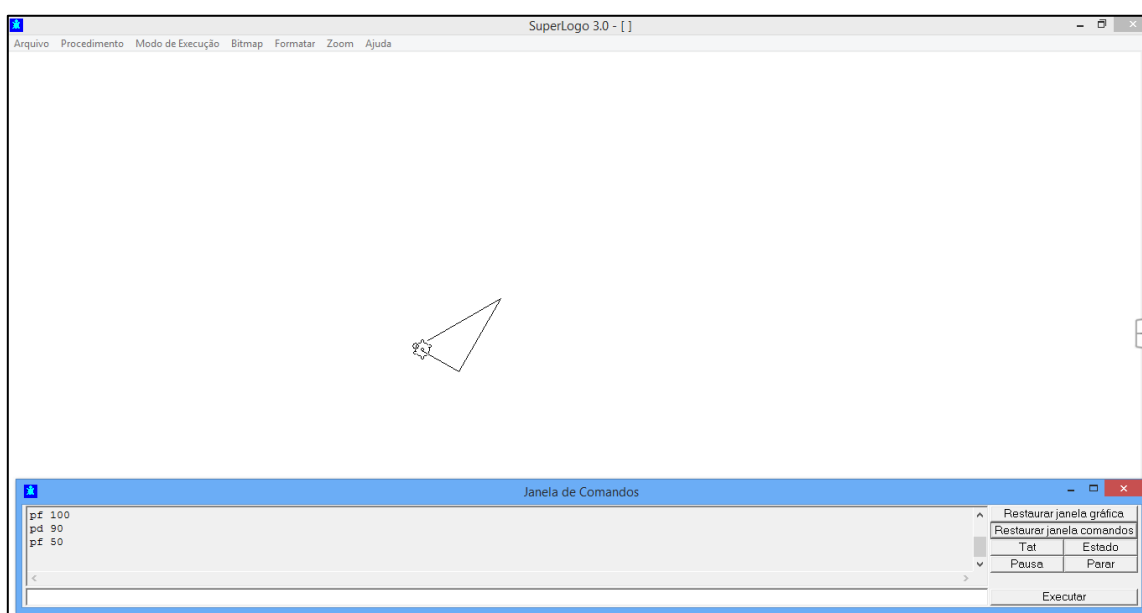 SuperLogo 3.0 - [ ]
Arquivo Procedimento Modo de Execução Bitmap Formatar Zoom Ajuda
Janela de Comandos
pf 100
pd 90
pf 50
Restaurar janela gráfica
Restaurar janela comandos
Tat Estado
Pausa Parar
Executar